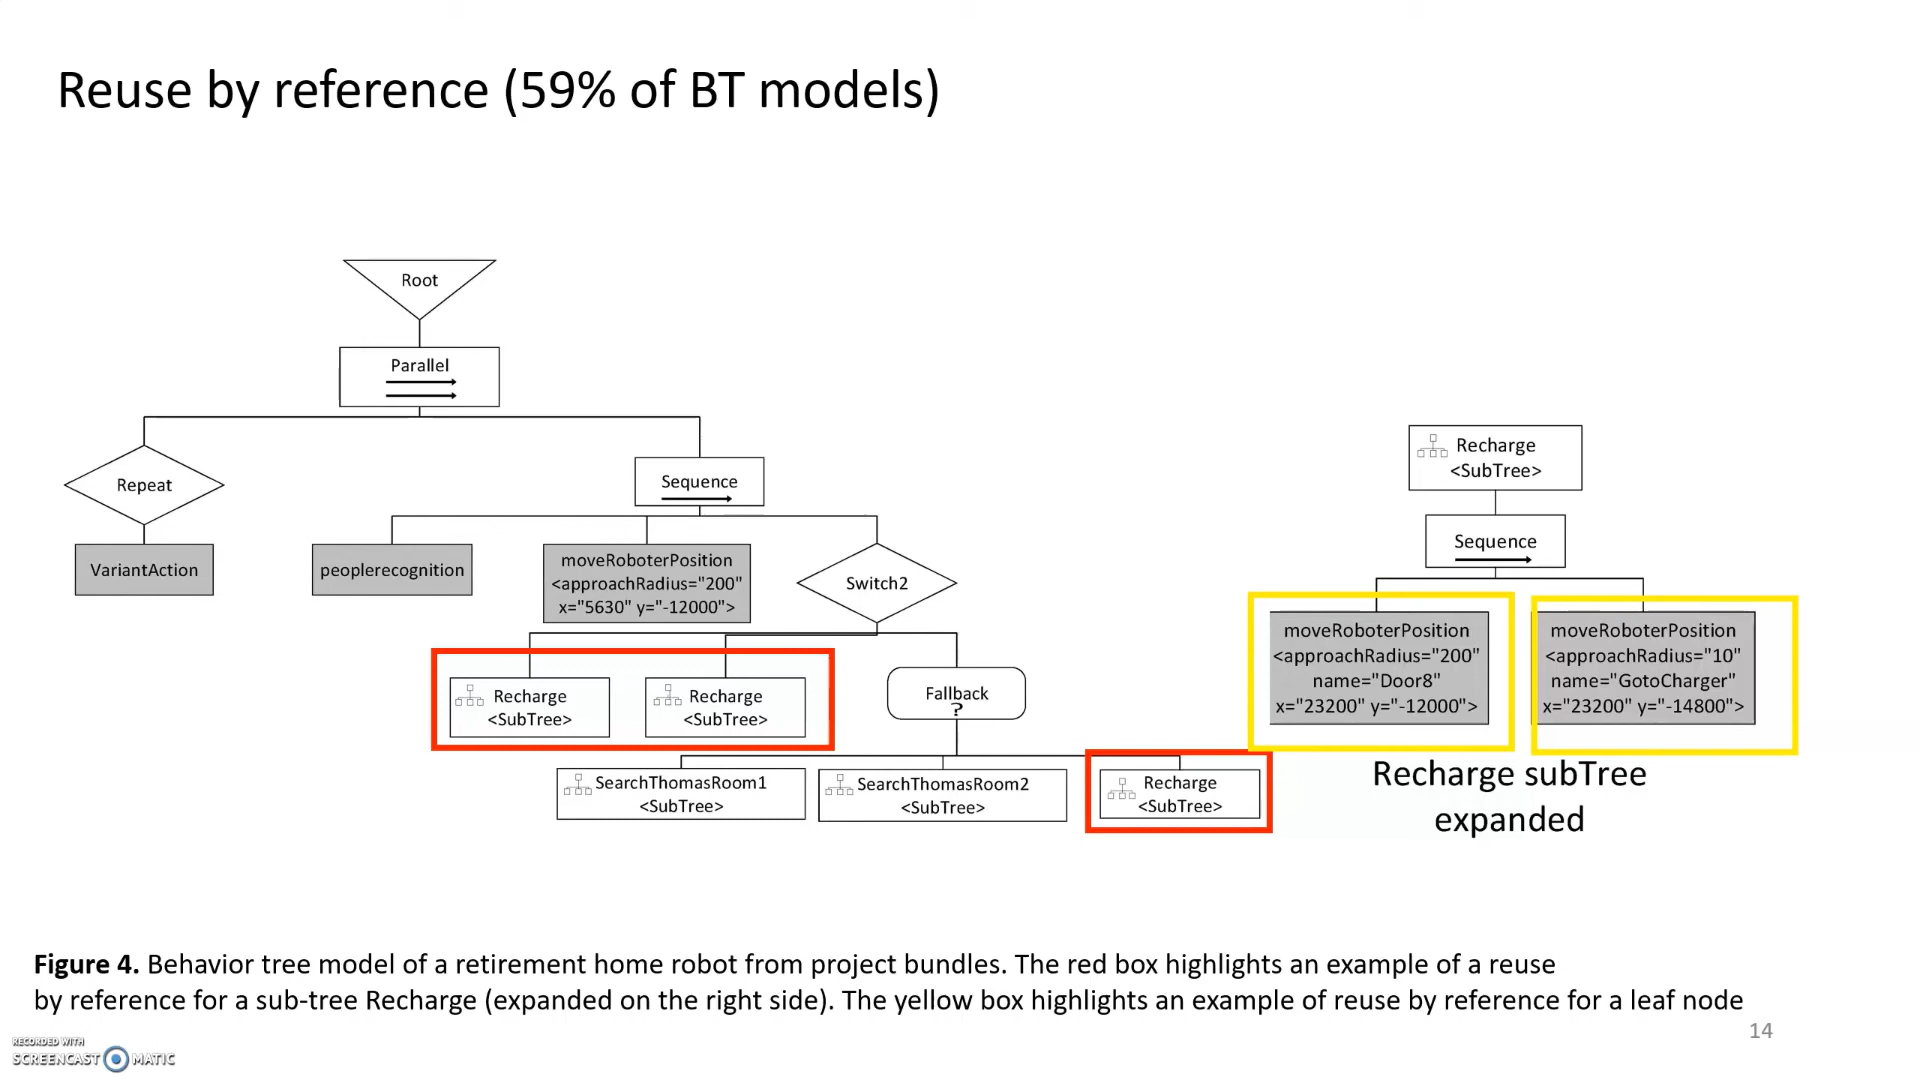 Reuse by reference (59% of BT models)
Root
Parallel
Repeat
Sequence
VariantAction
peoplerecognition
moveRoboterPosition
<approachRadius="200"
x="5630" y="-12000">
Switch2
Recharge
<SubTree>
Recharge
<SubTree>
Fallback
?
SearchThomasRoom1
<SubTree>
SearchThomasRoom2
<SubTree>
Recharge
<SubTree>
Recharge
<SubTree>
Sequence
moveRoboterPosition
<approachRadius="200"
name="Door8"
x="23200" y="-12000">
moveRoboterPosition
<approachRadius="10"
name="GotoCharger"
x="23200" y="-14800">
Recharge subTree
expanded
Figure 4. Behavior tree model of a retirement home robot from project bundles. The red box highlights an example of a reuse
by reference for a sub-tree Recharge (expanded on the right side). The yellow box highlights an example of reuse by reference for a leaf node
14
RECORDED WITH
SCREENCAST MATIC